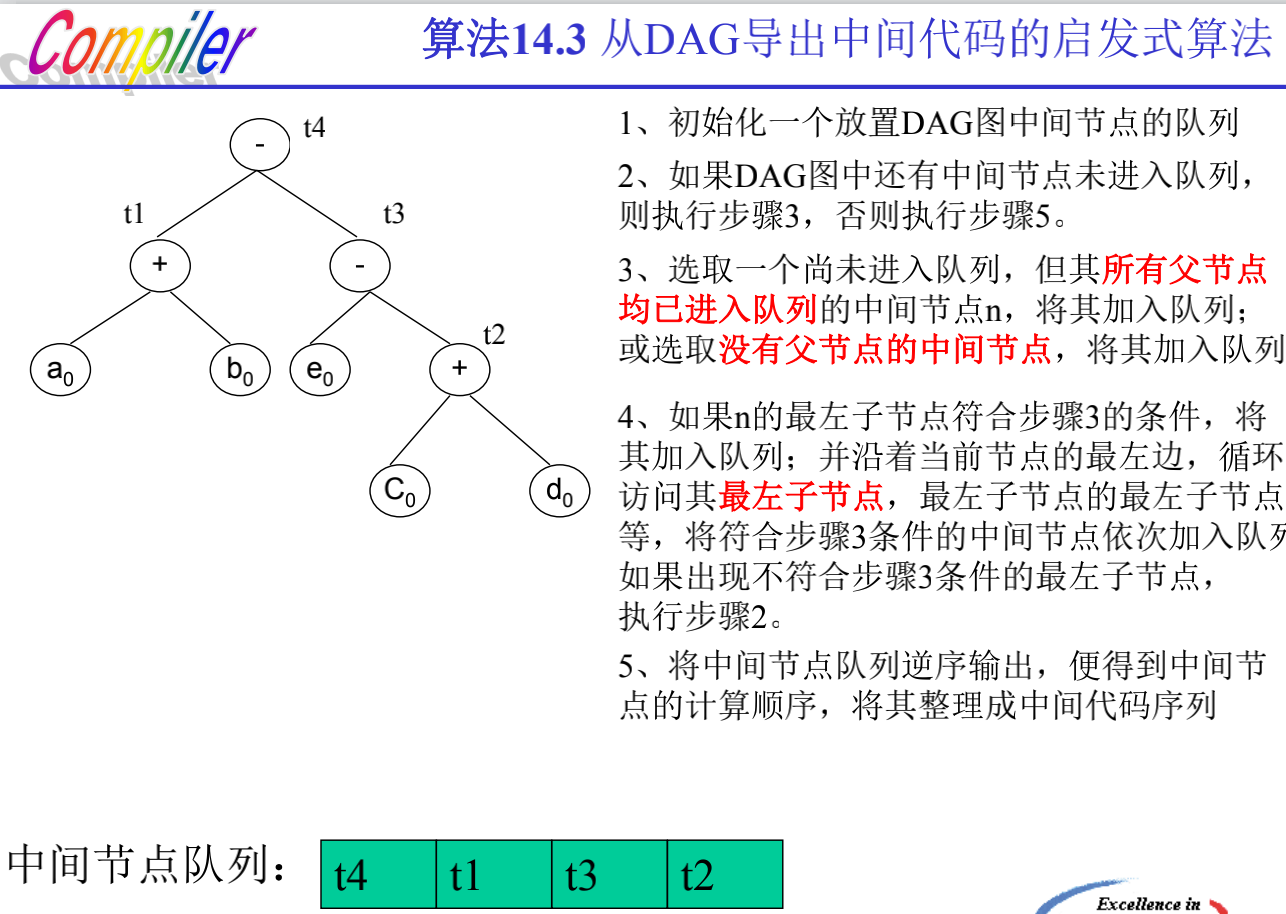 Compiler
算法14.3 从DAG导出中间代码的启发式算法
t4
-
t1
t3
+
-
t2
a0
b0
e0
+
C0
d0
1、初始化一个放置DAG图中间节点的队列
2、如果DAG图中还有中间节点未进入队列，
则执行步骤3，否则执行步骤5。
3、选取一个尚未进入队列，但其所有父节点
均已进入队列的中间节点n，将其加入队列；
或选取没有父节点的中间节点，将其加入队列
4、如果n的最左子节点符合步骤3的条件，将
其加入队列；并沿着当前节点的最左边，循环
访问其最左子节点，最左子节点的最左子节点
等，将符合步骤3条件的中间节点依次加入队列
如果出现不符合步骤3条件的最左子节点，
执行步骤2。
5、将中间节点队列逆序输出，便得到中间节
点的计算顺序，将其整理成中间代码序列
中间节点队列：
t4 t1 t3 t2
Excellence in